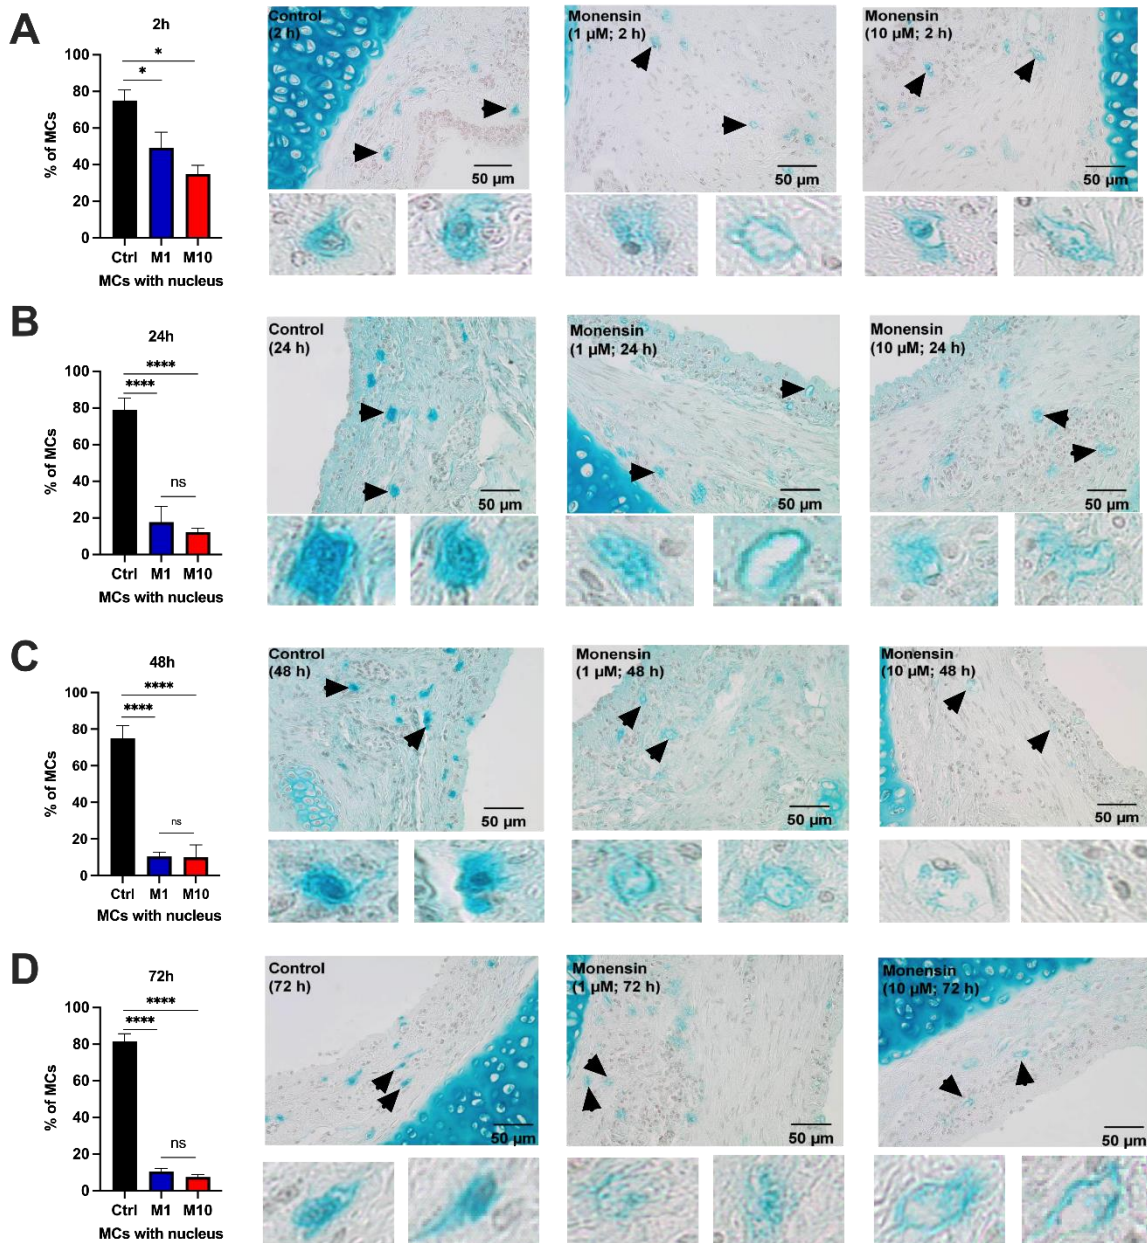 A
2h
*
*
% of MCs
100
80
60
40
20
0
Ctrl M1 M10
MCs with nucleus
Control
(2 h)
50 µm
Monensin
(1 µM; 2 h)
50 µm
Monensin
(10 µM; 2 h)
50 µm
B
24h
****
****
ns
% of MCs
100
80
60
40
20
0
Ctrl M1 M10
MCs with nucleus
Control
(24 h)
50 µm
Monensin
(1 µM; 24 h)
50 µm
Monensin
(10 µM; 24 h)
50 µm
C
48h
****
****
ns
% of MCs
100
80
60
40
20
0
Ctrl M1 M10
MCs with nucleus
Control
(48 h)
50 µm
Monensin
(1 µM; 48 h)
50 µm
Monensin
(10 µM; 48 h)
50 µm
D
72h
****
****
ns
% of MCs
100
80
60
40
20
0
Ctrl M1 M10
MCs with nucleus
Control
(72 h)
50 µm
Monensin
(1 µM; 72 h)
50 µm
Monensin
(10 µM; 72 h)
50 µm